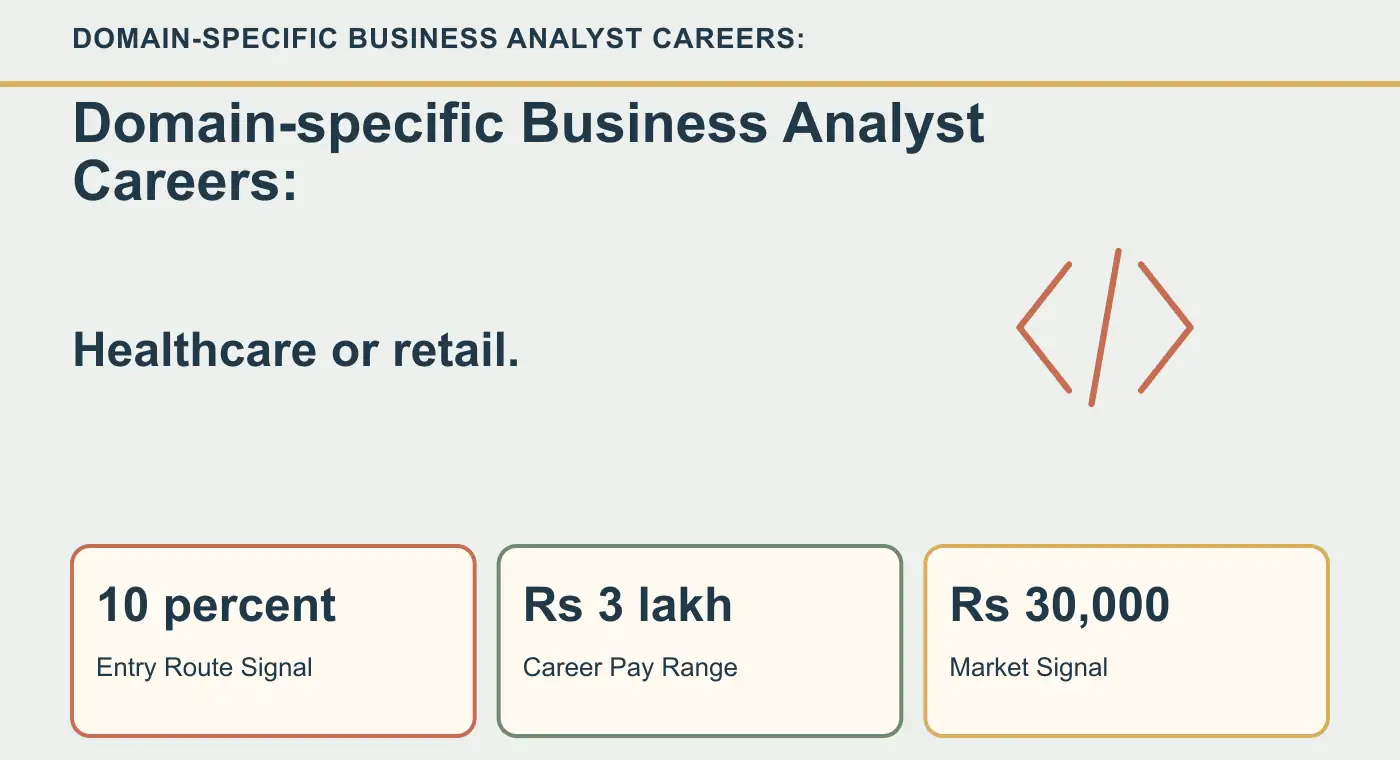 DOMAIN-SPECIFIC BUSINESS ANALYST CAREERS:
Domain-specific Business Analyst
Careers:
Healthcare or retail.
10 percent
Entry Route Signal
Rs 3 lakh
Career Pay Range
Rs 30,000
Market Signal